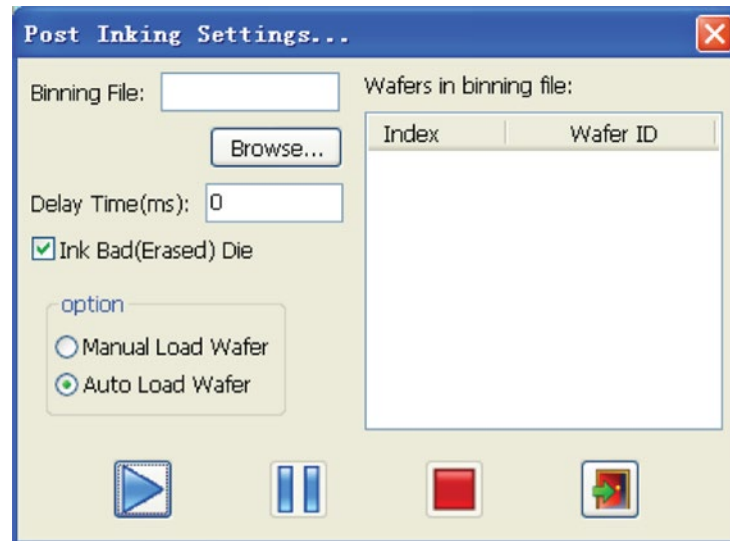 Post Inking Settings...
Binning File:
Browse...
Delay Time(ms): 0
Ink Bad(Erased) Die
option
Manual Load Wafer
Auto Load Wafer
Wafers in binning file:
Index Wafer ID